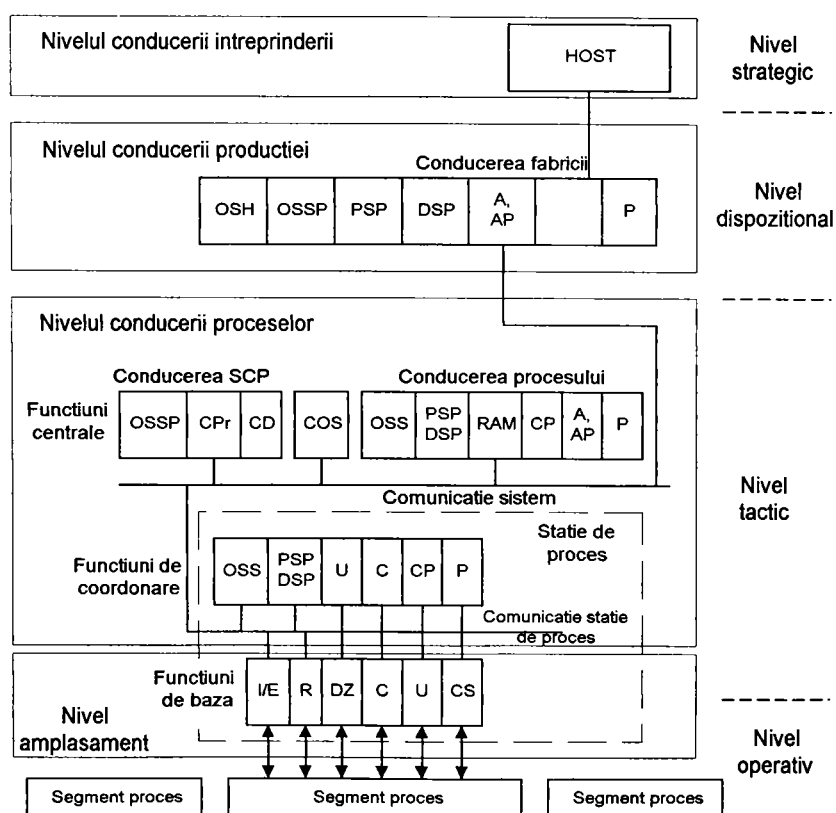 Nivelul conducerii intreprinderii
HOST
Nivel
strategic
Nivelul conducerii productiei
Conducerea fabricii
OSH OSSP PSP DSP A, AP P
Nivel
dispozitional
Nivelul conducerii proceselor
Conducerea SCP
Conducerea procesului
Functiuni
centrale
OSSP CPr CD
COS
OSS PSP DSP RAM CP A, AP P
Comunicatie sistem
Nivel
tactic
Statie de
proces
Functiuni de
coordonare
OSS PSP DSP U C CP P
Comunicatie statie
de proces
Functiuni
de baza
I/E R DZ C U CS
Nivel
amplasament
Nivel
operativ
Segment proces
Segment proces
Segment proces